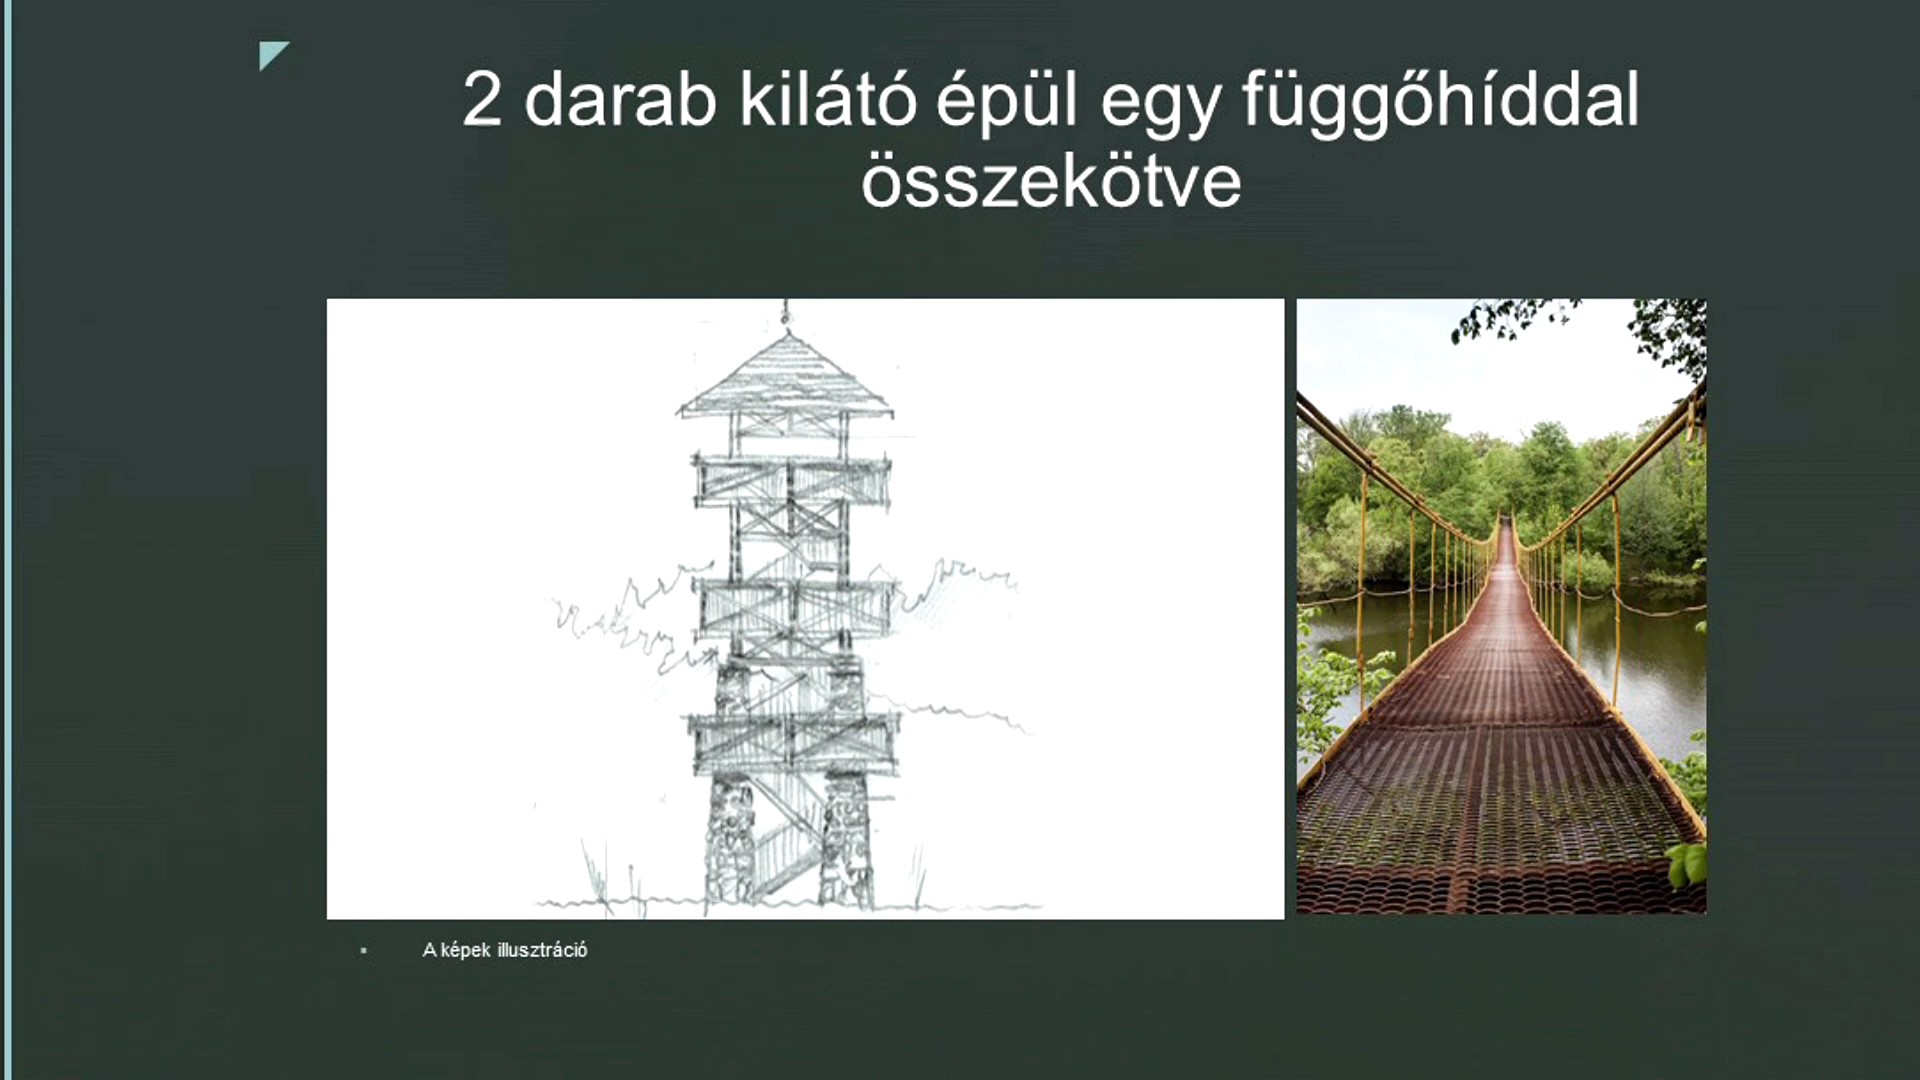 2 darab kilátó épül egy függőhíddal
összekötve
A képek illusztráció